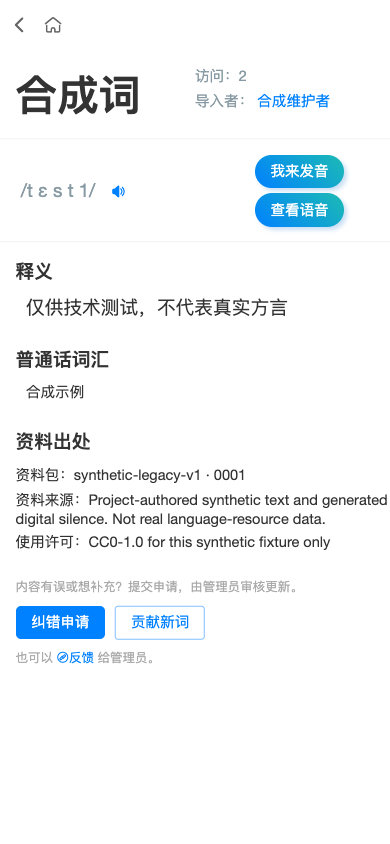 合成词
访问：2
导入者：合成维护者
/t ɛ s t 1/
我来发音
查看语音
释义
仅供技术测试，不代表真实方言
普通话词汇
合成示例
资料出处
资料包：synthetic-legacy-v1 · 0001
资料来源：Project-authored synthetic text and generated
digital silence. Not real language-resource data.
使用许可：CC0-1.0 for this synthetic fixture only
内容有误或想补充？提交申请，由管理员审核更新。
纠错申请
贡献新词
也可以 反馈 给管理员。